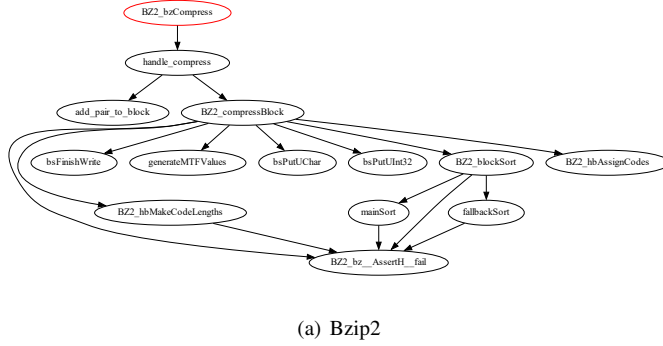 BZ2_bzCompress
handle_compress
add_pair_to_block BZ2_compressBlock
bsFinishWrite generateMTFValues bsPutUChar bsPutUInt32 BZ2_blockSort BZ2_hbAssignCodes
BZ2_hbMakeCodeLengths mainSort fallbackSort
BZ2_bz__AssertH__fail
(a) Bzip2